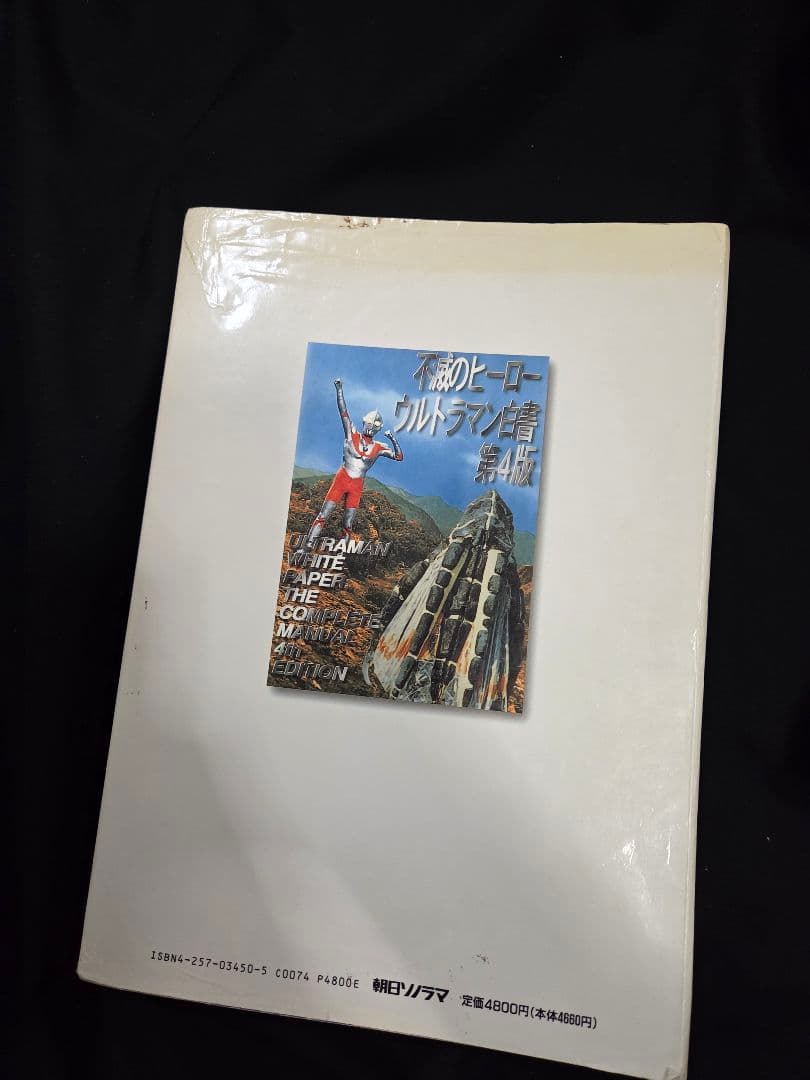 不滅のヒーロー
ウルトラマン白書
第4版
ULTRAMAN
WHITE
PAPER:
THE
COMPLETE
MANUAL
4TH
EDITION
ISBN4-257-03450-5 C0074 P4800E 朝日ソノラマ 定価4800円(本体4660円)